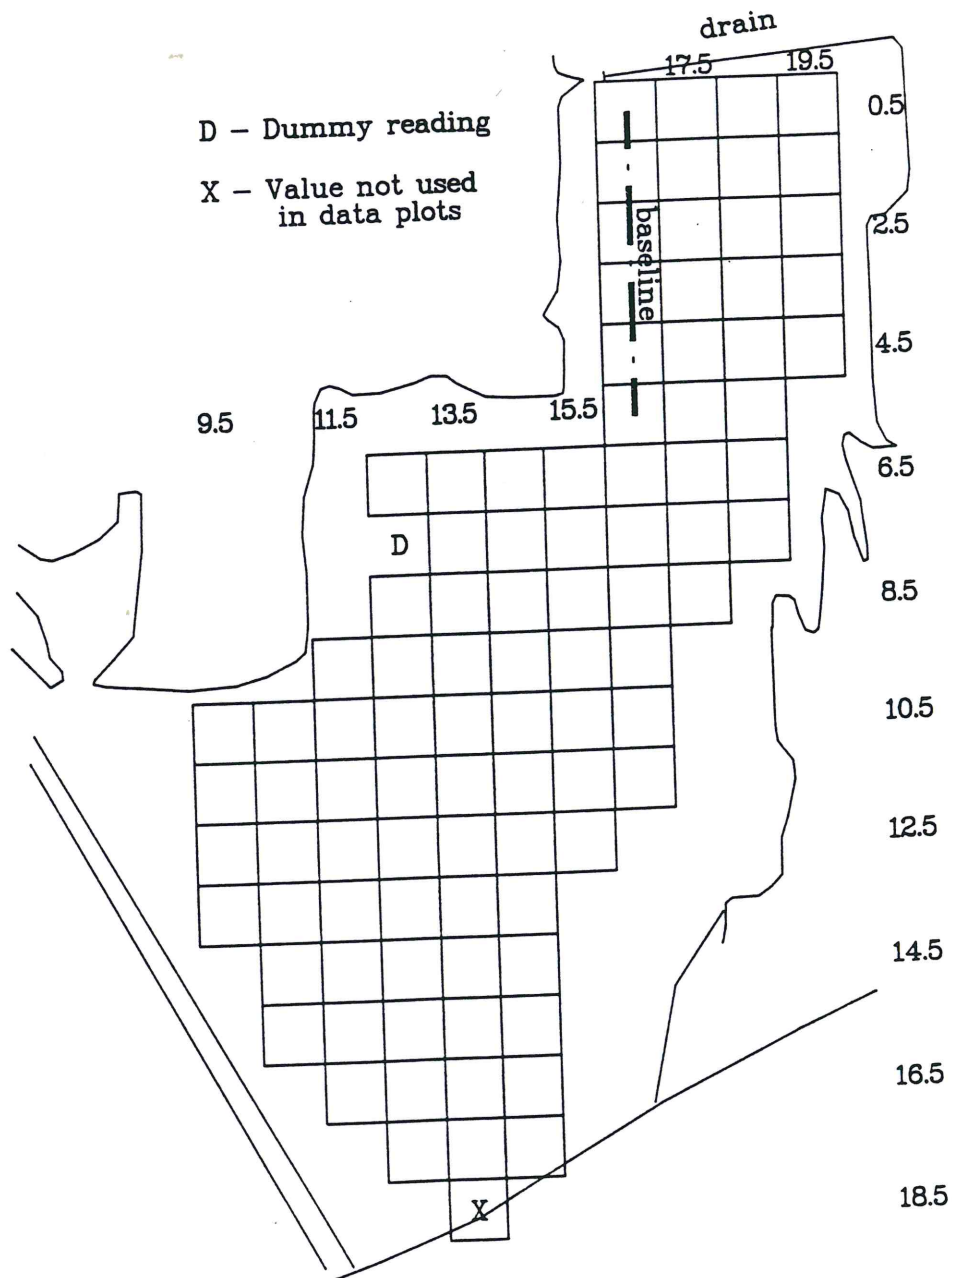 drain
17.5 19.5
0.5
D – Dummy reading
X – Value not used
in data plots
2.5
baseline
4.5
9.5 11.5 13.5 15.5
6.5
D
8.5
10.5
12.5
14.5
16.5
18.5
X